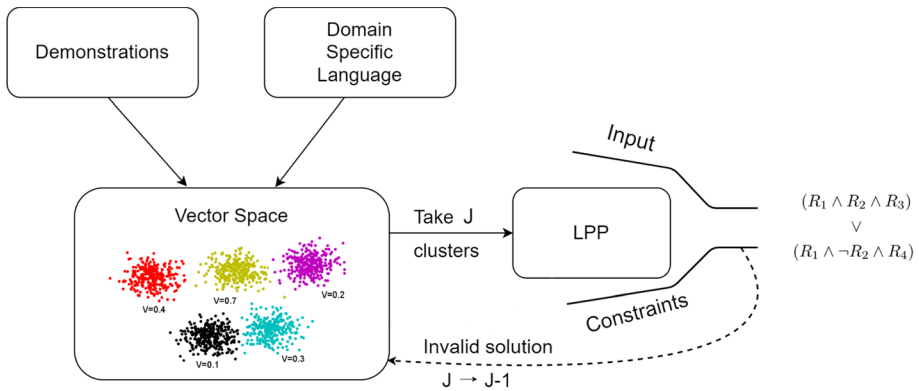 Demonstrations
Domain
Specific
Language
Vector Space
V=0.4
V=0.7
V=0.2
V=0.1
V=0.3
Take J
clusters
LPP
Input
Constraints
(R₁ ∧ R₂ ∧ R₃)
∨
(R₁ ∧ ¬R₂ ∧ R₄)
Invalid solution
J → J-1